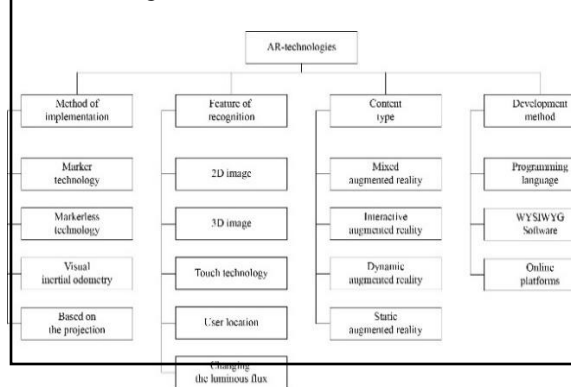 AR-technologies
Method of
implementation
Feature of
recognition
Content
type
Development
method
Marker
technology
2D image
Mixed
augmented reality
Programming
language
Markerless
technology
3D image
Interactive
augmented reality
WYSIWYG
Software
Visual
inertial odometry
Touch technology
Dynamic
augmented reality
Online
platforms
Based on
the projection
User location
Static
augmented reality
Changing
the luminous flux